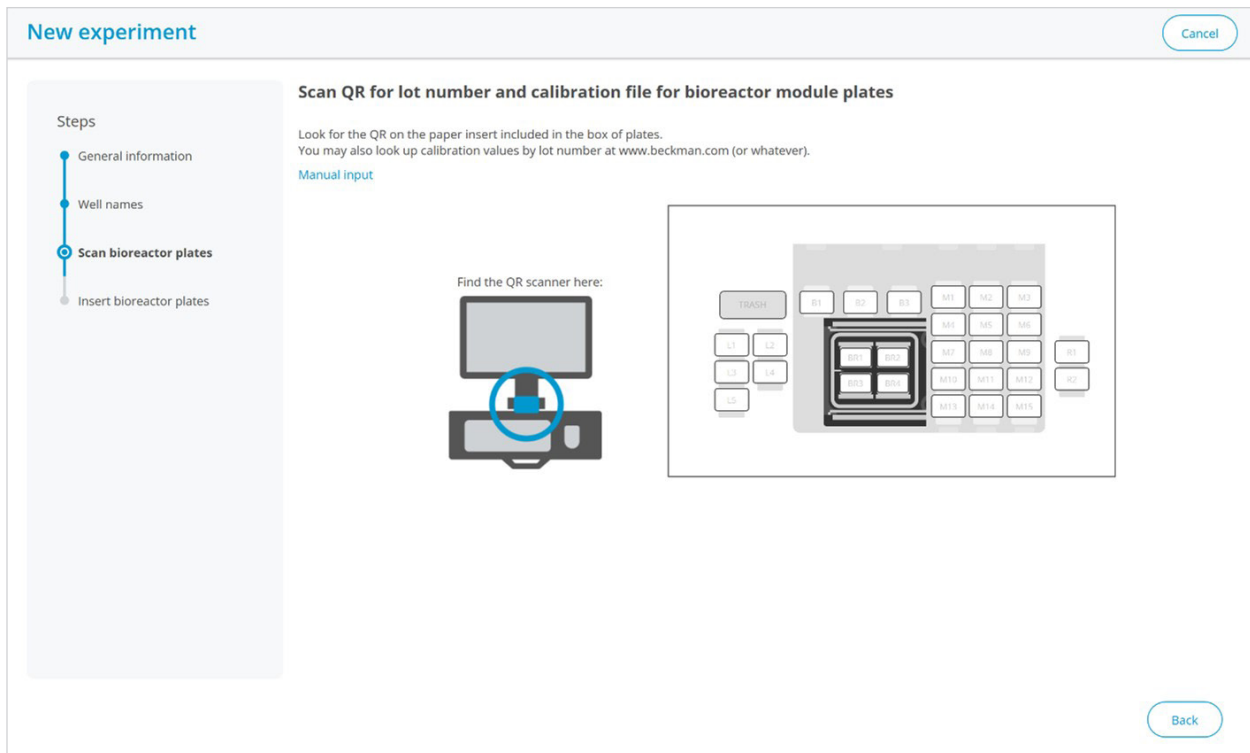 New experiment
Cancel
Steps
General information
Well names
Scan bioreactor plates
Insert bioreactor plates
Scan QR for lot number and calibration file for bioreactor module plates
Look for the QR on the paper insert included in the box of plates.
You may also look up calibration values by lot number at www.beckman.com (or whatever).
Manual input
Find the QR scanner here:
TRASH B1 B2 B3 M1 M2 M3
M4 M5 M6
L1 L2 BR1 BR2 M7 M8 M9 R1
L3 L4 BR3 BR4 M10 M11 M12 R2
L5 M13 M14 M15
Back